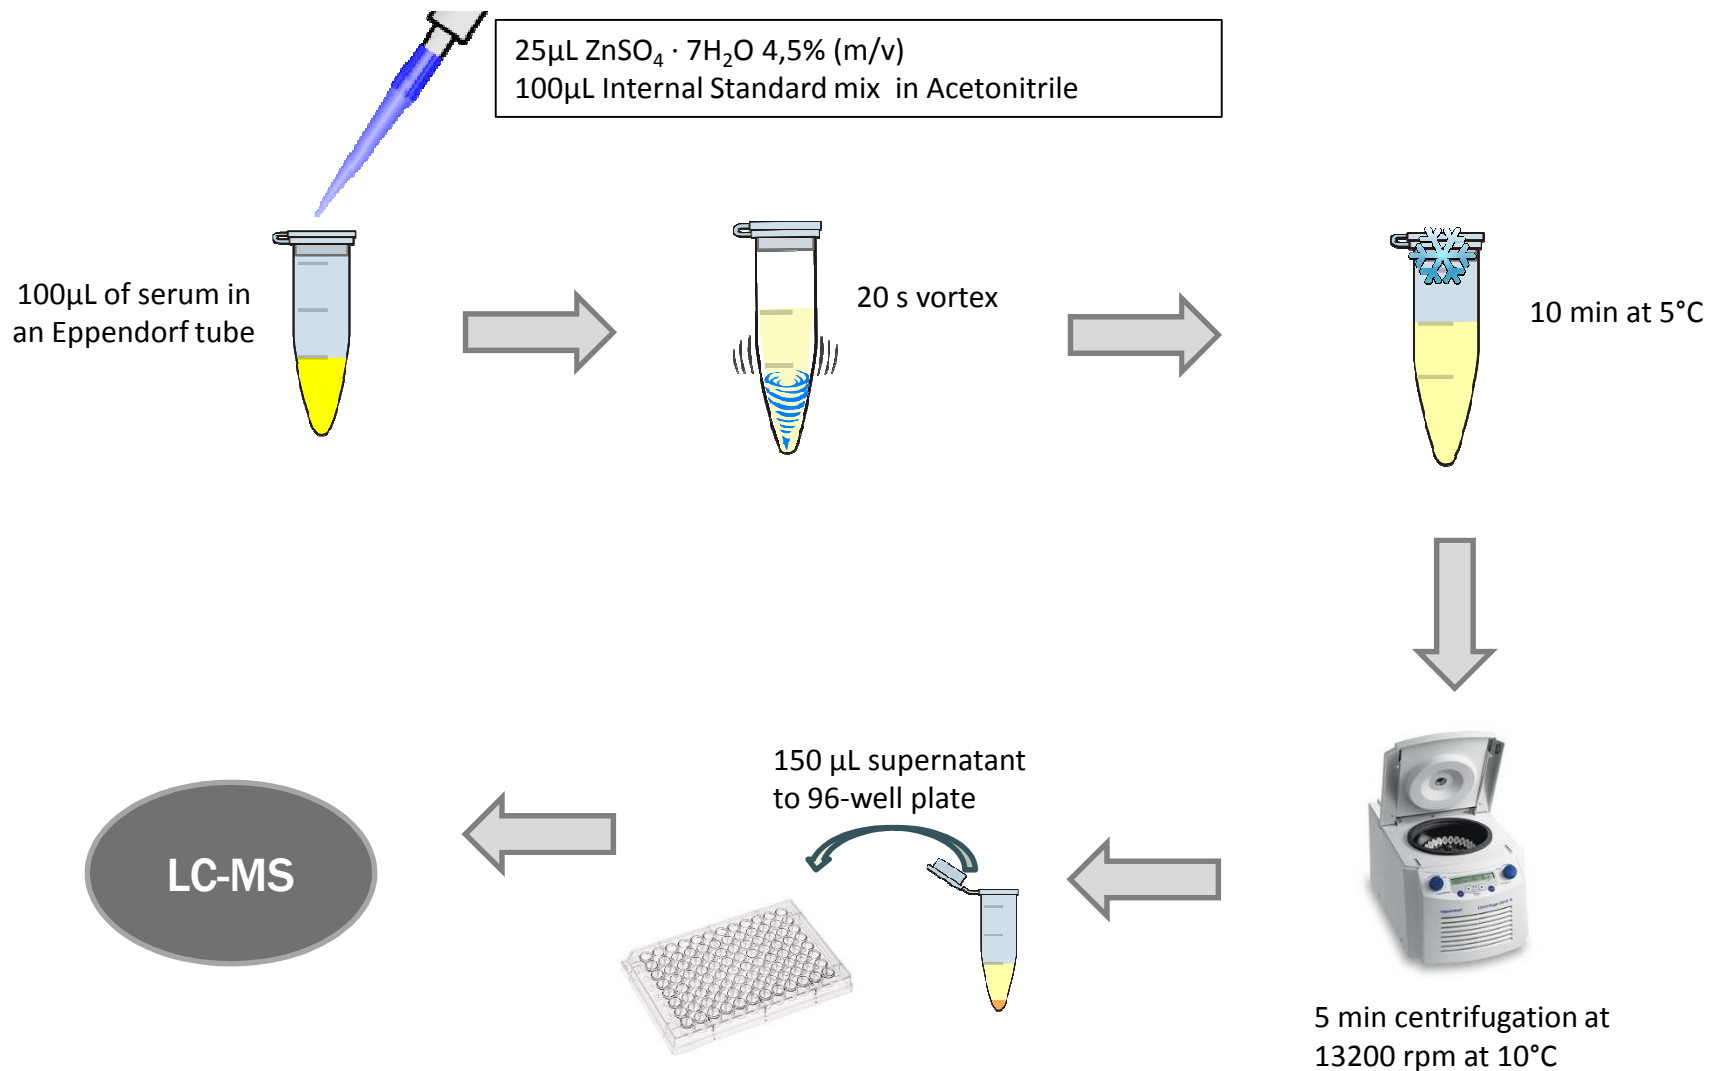 25µL ZnSO₄ · 7H₂O 4,5% (m/v)
100µL Internal Standard mix in Acetonitrile
100µL of serum in
an Eppendorf tube
20 s vortex
10 min at 5°C
5 min centrifugation at
13200 rpm at 10°C
150 µL supernatant
to 96-well plate
LC-MS